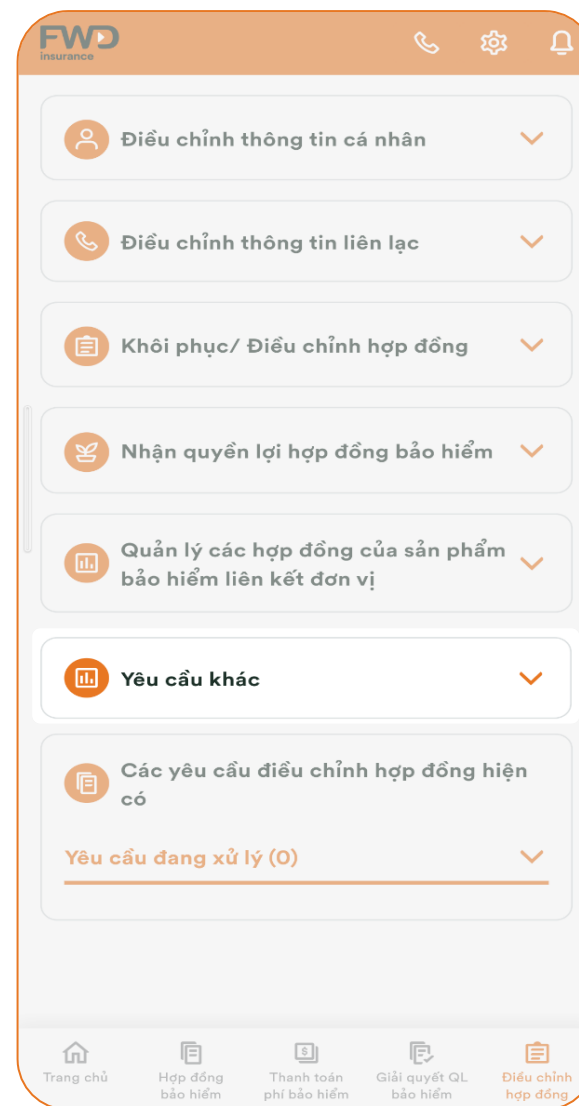 FWD
insurance
Điều chỉnh thông tin cá nhân
Điều chỉnh thông tin liên lạc
Khôi phục/ Điều chỉnh hợp đồng
Nhận quyền lợi hợp đồng bảo hiểm
Quản lý các hợp đồng của sản phẩm
bảo hiểm liên kết đơn vị
Yêu cầu khác
Các yêu cầu điều chỉnh hợp đồng hiện
có
Yêu cầu đang xử lý (0)
Trang chủ
Hợp đồng
bảo hiểm
Thanh toán
phí bảo hiểm
Giải quyết QL
bảo hiểm
Điều chỉnh
hợp đồng